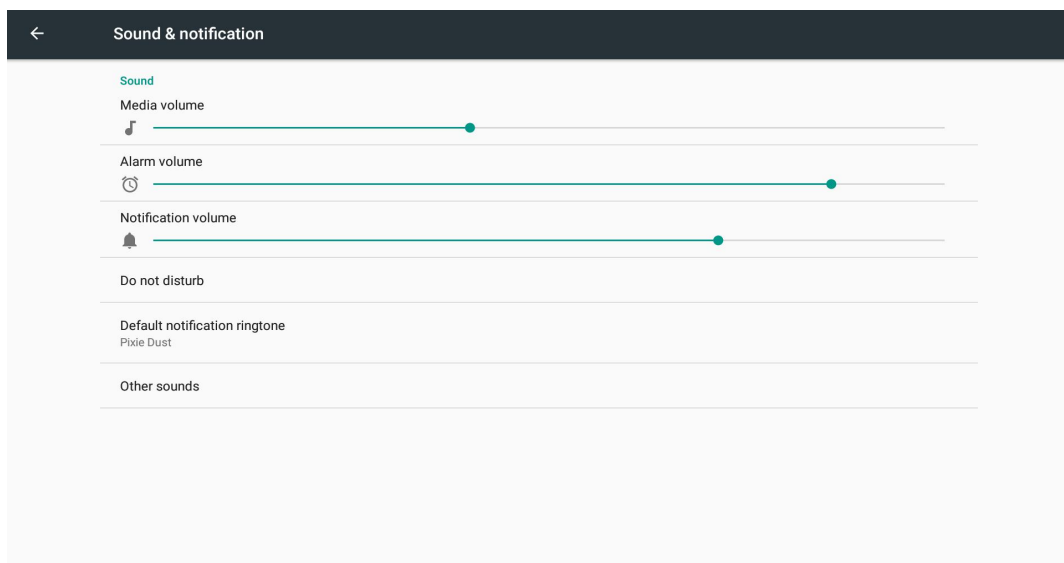 Sound & notification
Sound
Media volume
Alarm volume
Notification volume
Do not disturb
Default notification ringtone
Pixie Dust
Other sounds